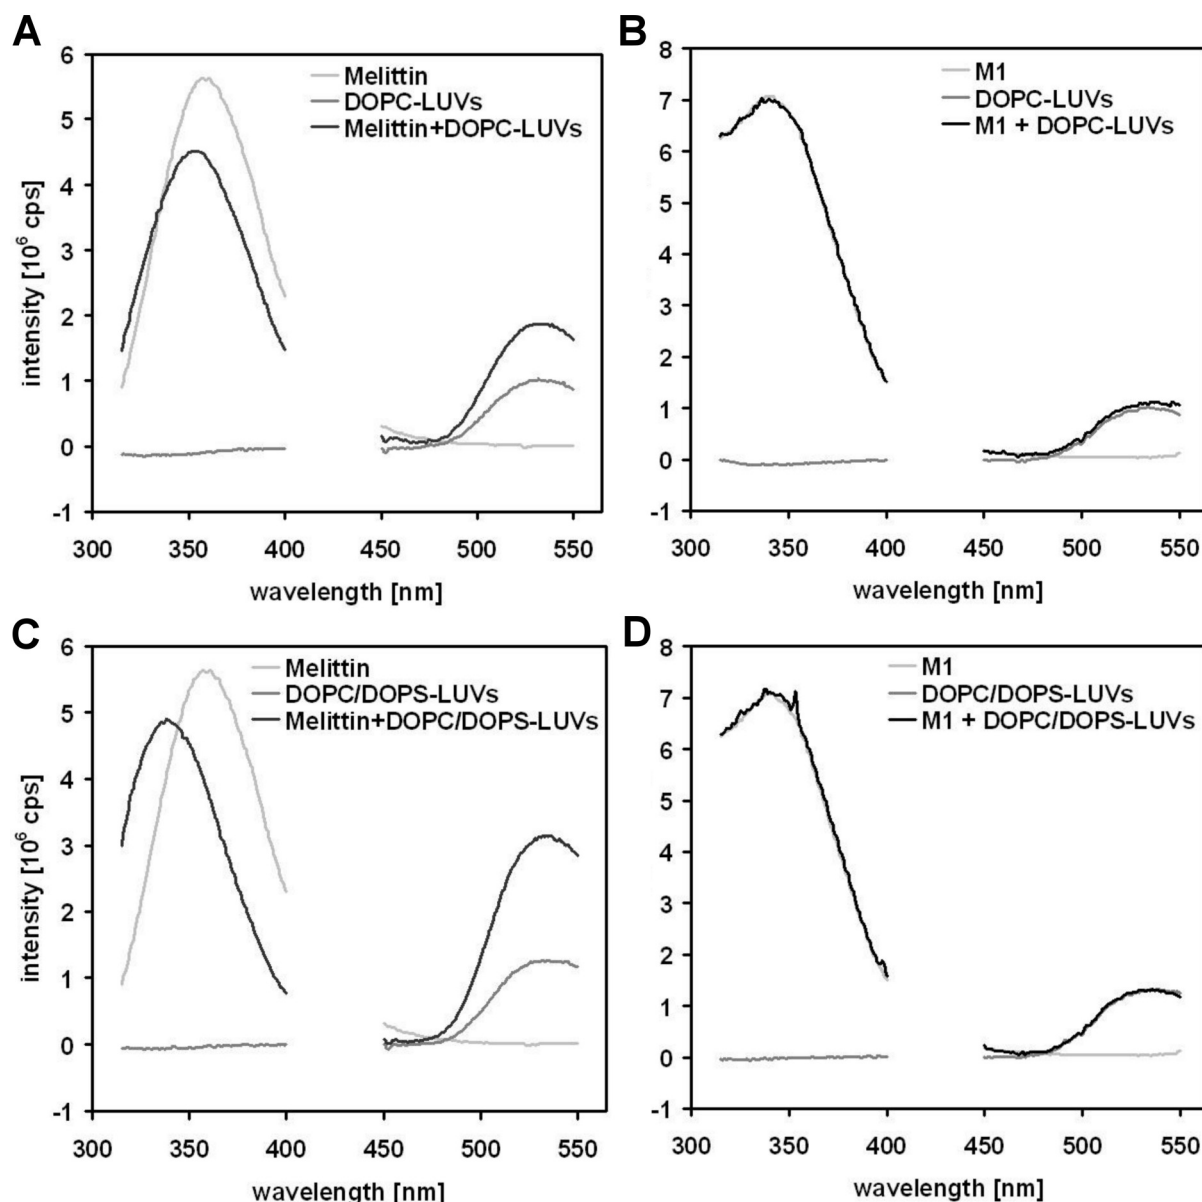 A
6
5
4
3
2
1
0
-1
intensity [10⁶ cps]
Melittin
DOPC-LUVs
Melittin+DOPC-LUVs
300 350 400 450 500 550
wavelength [nm]
B
8
7
6
5
4
3
2
1
0
-1
M1
DOPC-LUVs
M1 + DOPC-LUVs
300 350 400 450 500 550
wavelength [nm]
C
6
5
4
3
2
1
0
-1
intensity [10⁶ cps]
Melittin
DOPC/DOPS-LUVs
Melittin+DOPC/DOPS-LUVs
300 350 400 450 500 550
wavelength [nm]
D
8
7
6
5
4
3
2
1
0
-1
M1
DOPC/DOPS-LUVs
M1 + DOPC/DOPS-LUVs
300 350 400 450 500 550
wavelength [nm]